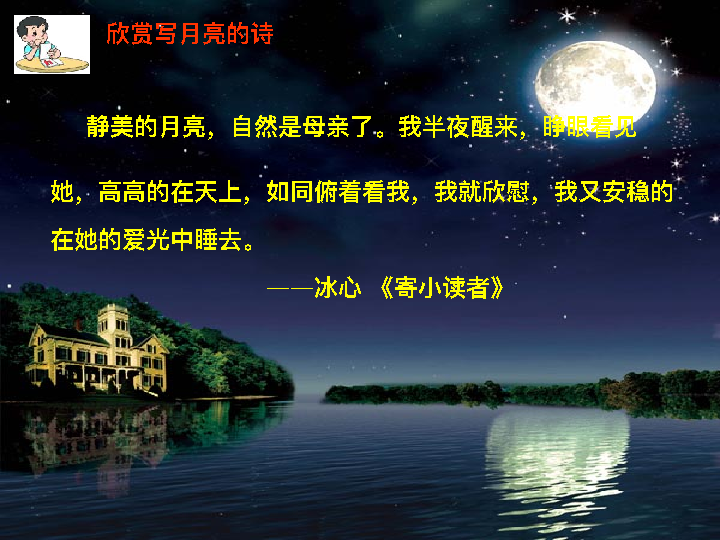 欣赏写月亮的诗
静美的月亮，自然是母亲了。我半夜醒来，睁眼看见
她，高高的在天上，如同俯着看我，我就欣慰，我又安稳的
在她的爱光中睡去。
——冰心 《寄小读者》